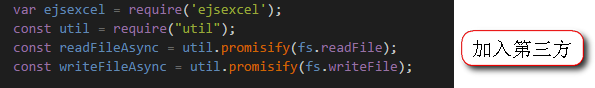 var ejsexcel = require('ejsexcel');
const util = require("util");
const readFileAsync = util.promisify(fs.readFile);
const writeFileAsync = util.promisify(fs.writeFile);
加入第三方